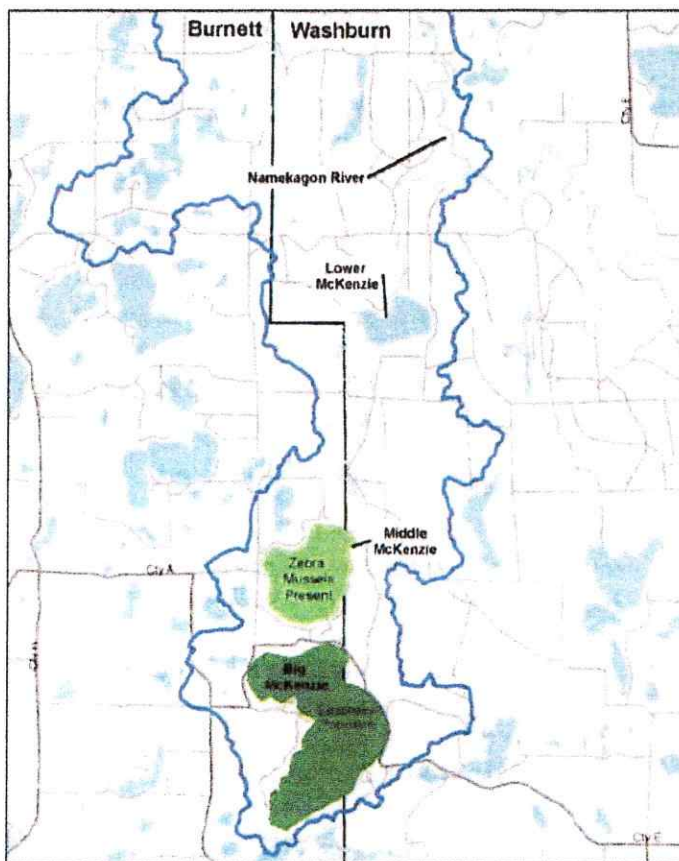 Burnett Washburn
Namekagon River
Lower
McKenzie
Middle
McKenzie
Zebra
Mussels
Present
Cty A
Big
McKenzie
Cty E